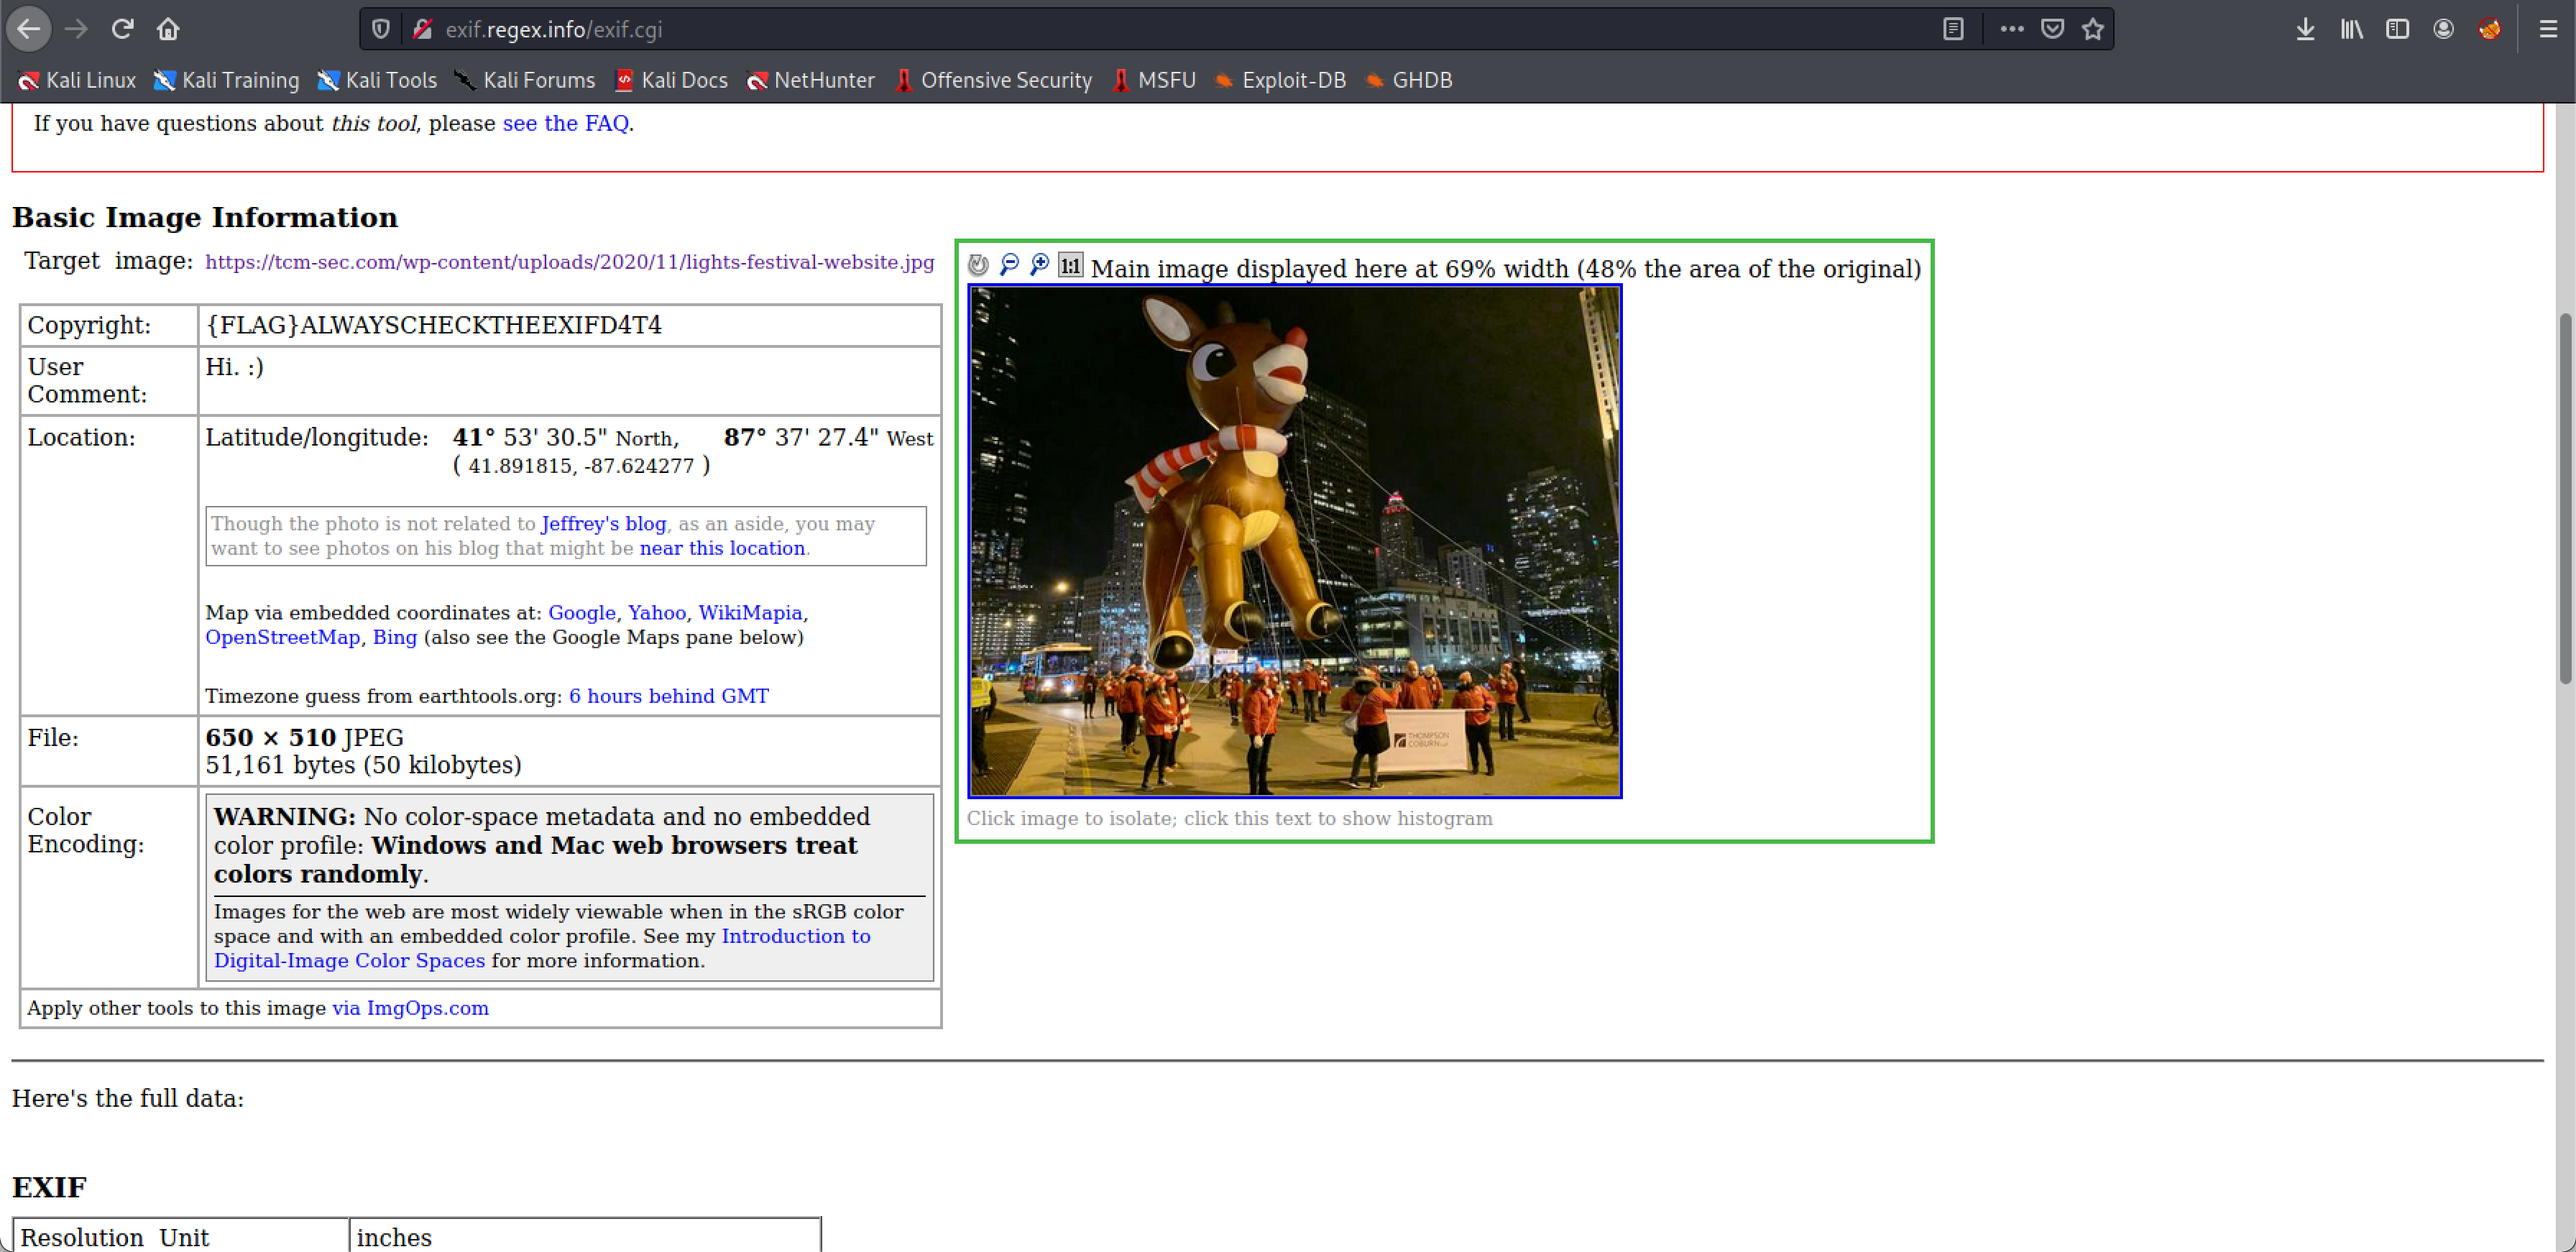 exif.regex.info/exif.cgi
Kali Linux Kali Training Kali Tools Kali Forums Kali Docs NetHunter Offensive Security MSFU Exploit-DB GHDB
If you have questions about this tool, please see the FAQ.
Basic Image Information
Target image: https://tcm-sec.com/wp-content/uploads/2020/11/lights-festival-website.jpg
Copyright: {FLAG}ALWAYSCHECKTHEEXIFD4T4
User Comment: Hi. :)
Location: Latitude/longitude: 41° 53' 30.5" North, 87° 37' 27.4" West
( 41.891815, -87.624277 )
Though the photo is not related to Jeffrey's blog, as an aside, you may
want to see photos on his blog that might be near this location.
Map via embedded coordinates at: Google, Yahoo, WikiMapia,
OpenStreetMap, Bing (also see the Google Maps pane below)
Timezone guess from earthtools.org: 6 hours behind GMT
File: 650 × 510 JPEG
51,161 bytes (50 kilobytes)
Color Encoding:
WARNING: No color-space metadata and no embedded
color profile: Windows and Mac web browsers treat
colors randomly.
Images for the web are most widely viewable when in the sRGB color
space and with an embedded color profile. See my Introduction to
Digital-Image Color Spaces for more information.
Apply other tools to this image via ImgOps.com
1:1 Main image displayed here at 69% width (48% the area of the original)
THOMPSON
COBURN LLP
Click image to isolate; click this text to show histogram
Here's the full data:
EXIF
Resolution Unit inches